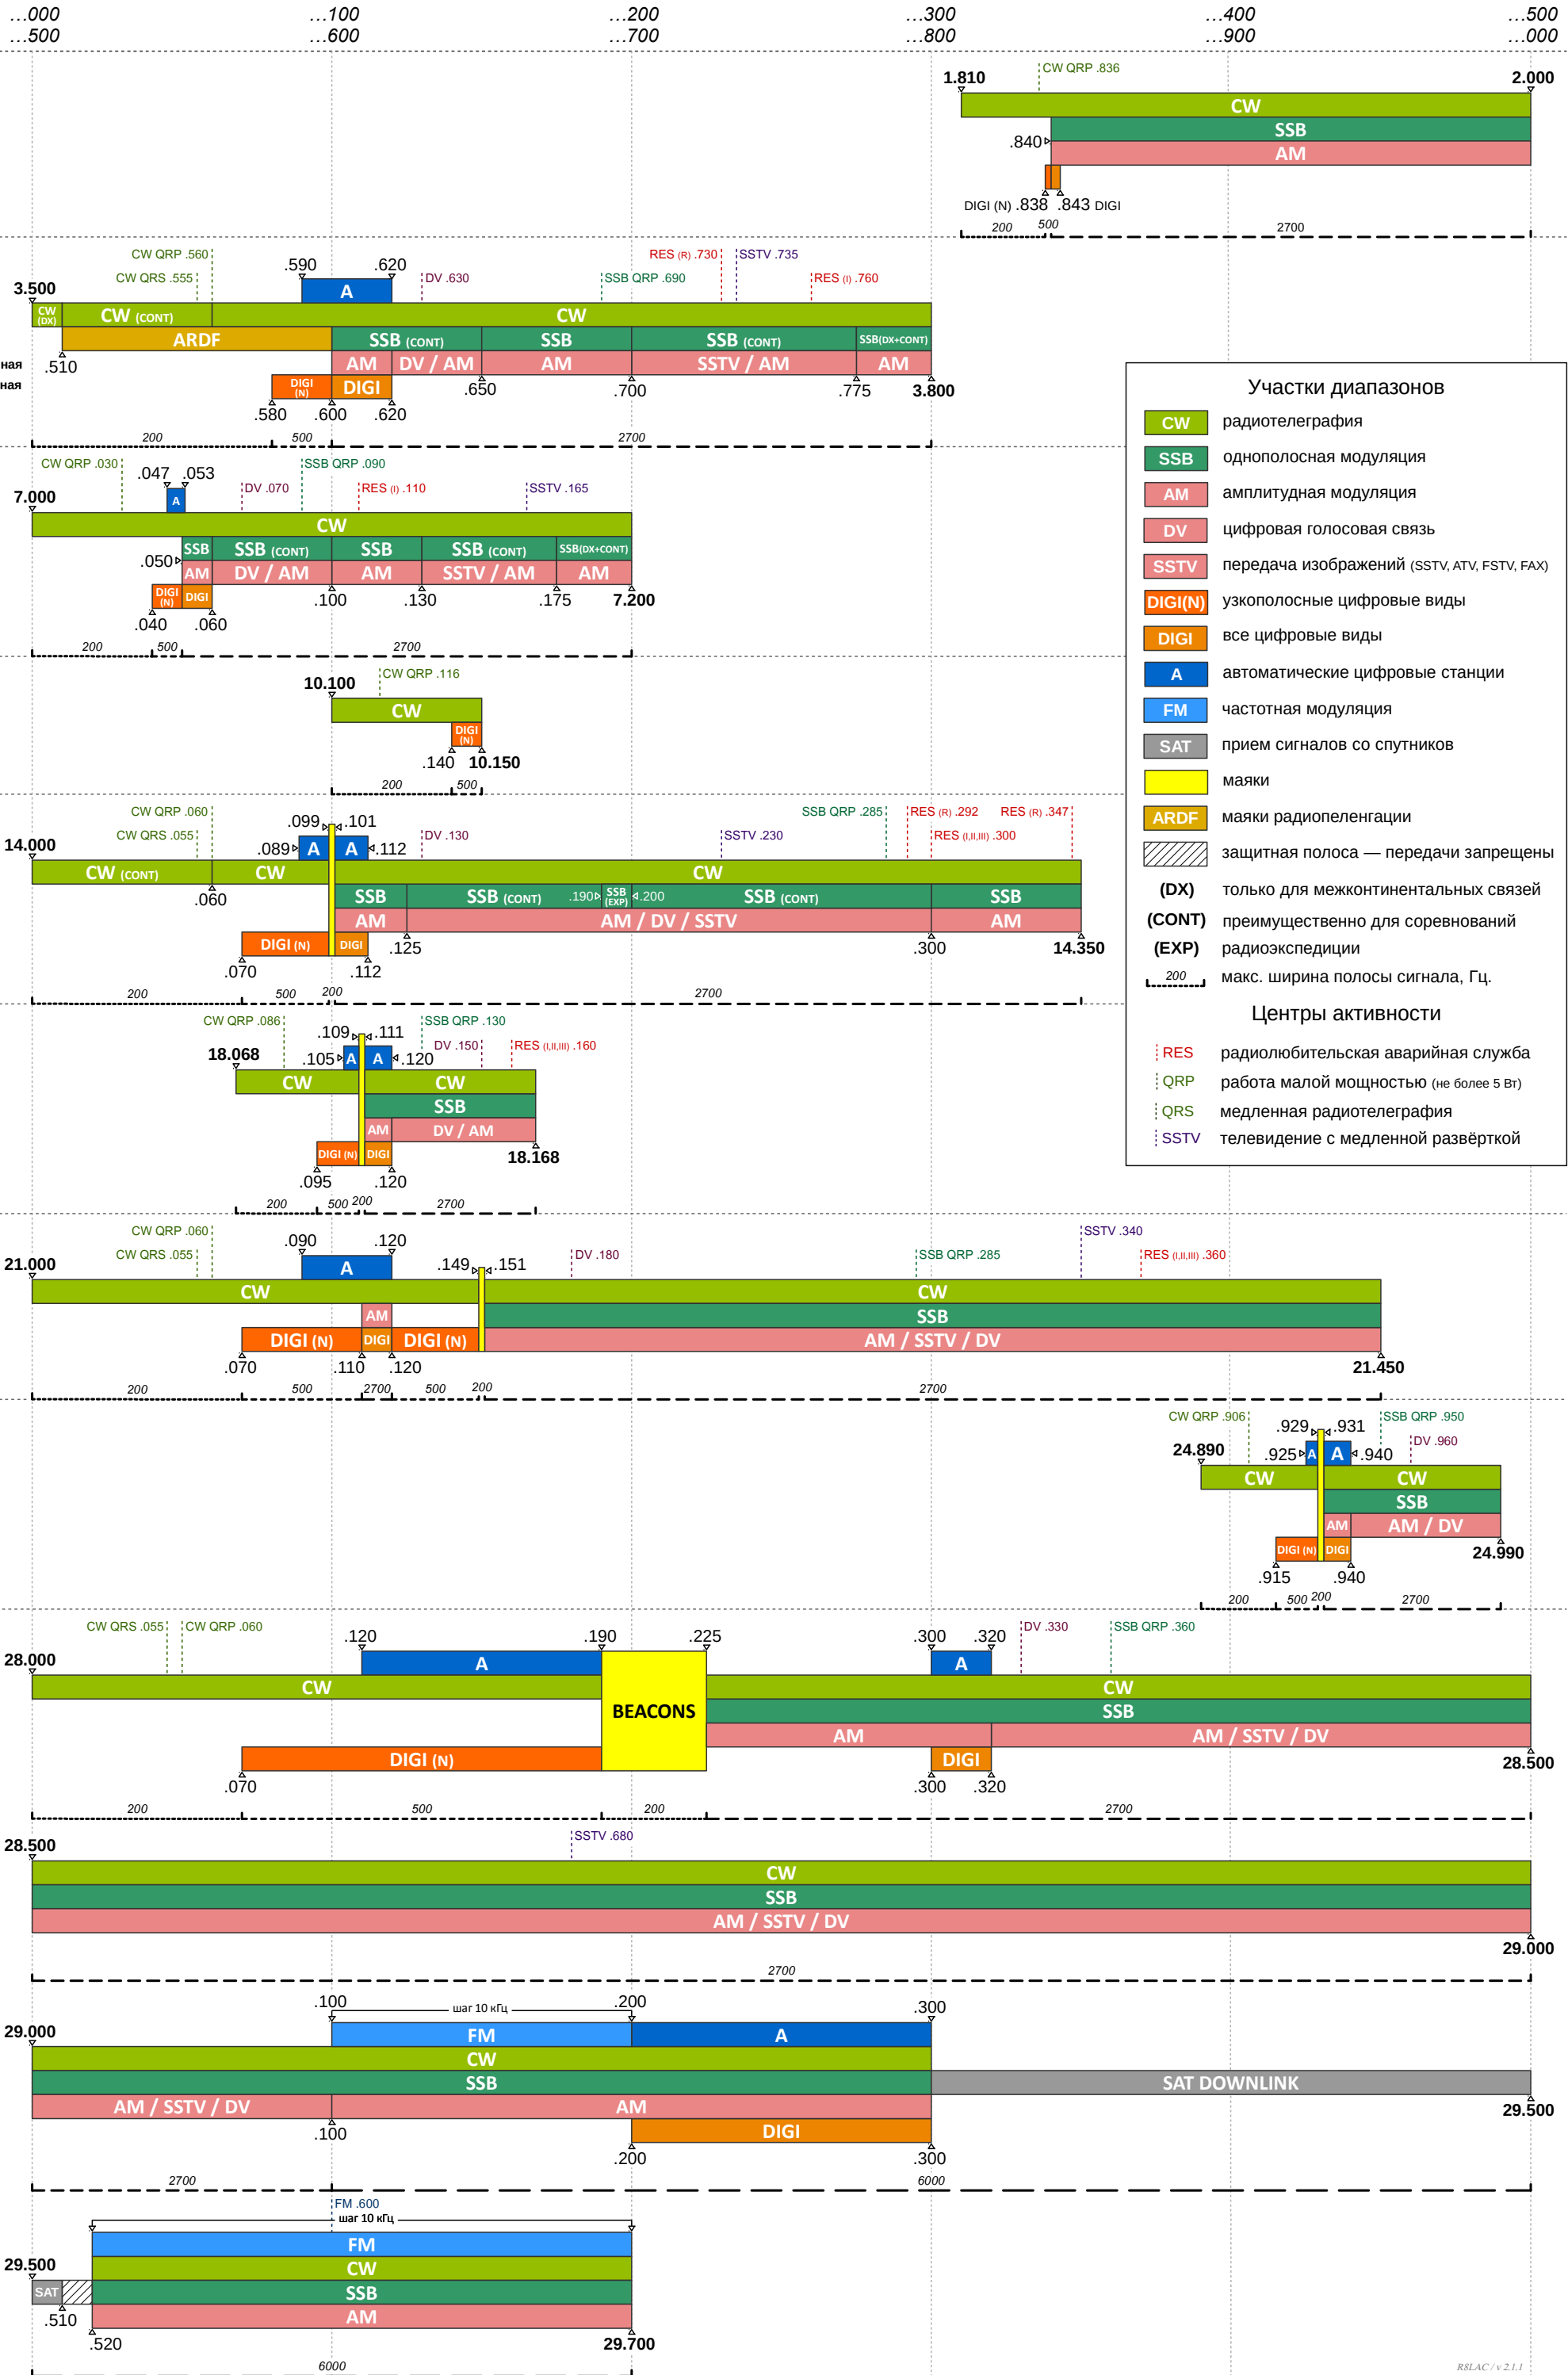 ...000 ...100 ...200 ...300 ...400 ...500
...500 ...600 ...700 ...800 ...900 ...000
CW QRP .836
1.810 2.000
CW
SSB
.840
AM
DIGI (N) .838 .843 DIGI
200 500 2700
CW QRP .560 RES (R) .730 SSTV .735
.590 .620
CW QRS .555 DV .630 SSB QRP .690 RES (I) .760
3.500 A
CW (DX) CW (CONT) CW
ARDF SSB (CONT) SSB SSB (CONT) SSB(DX+CONT)
ная .510 AM DV / AM AM SSTV / AM AM
ная DIGI (N) DIGI .650 .700 .775 3.800
.580 .600 .620
200 500 2700
CW QRP .030 .047 .053 SSB QRP .090
DV .070 RES (I) .110 SSTV .165
7.000 A
CW
.050 SSB SSB (CONT) SSB SSB (CONT) SSB(DX+CONT)
AM DV / AM AM SSTV / AM AM
DIGI (N) DIGI .100 .130 .175 7.200
.040 .060
200 500 2700
10.100 CW QRP .116
CW
DIGI (N)
.140 10.150
200 500
CW QRP .060 .099 .101 SSB QRP .285 RES (R) .292 RES (R) .347
CW QRS .055 DV .130 SSTV .230 RES (I,II,III) .300
14.000 .089 A A .112
CW (CONT) CW CW
.060 SSB SSB (CONT) .190 SSB (EXP) .200 SSB (CONT) SSB
AM AM / DV / SSTV AM
DIGI (N) DIGI .125 .300 14.350
.070 .112
200 500 200 2700
CW QRP .086 .109 .111 SSB QRP .130
18.068 .105 A A .120 DV .150 RES (I,II,III) .160
CW CW
SSB
AM DV / AM
DIGI (N) DIGI 18.168
.095 .120
200 500 200 2700
CW QRP .060 .090 .120 SSTV .340
CW QRS .055 .149 .151 DV .180 SSB QRP .285 RES (I,II,III) .360
21.000 A
CW CW
AM SSB
DIGI (N) DIGI DIGI (N) AM / SSTV / DV
.070 .110 .120 21.450
200 500 2700 500 200 2700
CW QRP .906 .929 .931 SSB QRP .950
24.890 .925 A A .940 DV .960
CW CW
SSB
AM AM / DV
DIGI (N) DIGI 24.990
.915 .940
200 500 200 2700
CW QRS .055 CW QRP .060 .120 .190 .225 .300 .320 DV .330 SSB QRP .360
28.000 A A
CW BEACONS CW
SSB
AM AM / SSTV / DV
DIGI (N) DIGI 28.500
.070 .300 .320
200 500 200 2700
28.500 SSTV .680
CW
SSB
AM / SSTV / DV
29.000
2700
.100 шаг 10 кГц .200 .300
29.000 FM A
CW
SSB SAT DOWNLINK
AM / SSTV / DV AM 29.500
.100 DIGI
.200 .300
2700 6000
FM .600
шаг 10 кГц
FM
29.500 CW
SAT SSB
.510 AM
.520 29.700
6000
Участки диапазонов
CW радиотелеграфия
SSB однополосная модуляция
AM амплитудная модуляция
DV цифровая голосовая связь
SSTV передача изображений (SSTV, ATV, FSTV, FAX)
DIGI(N) узкополосные цифровые виды
DIGI все цифровые виды
A автоматические цифровые станции
FM частотная модуляция
SAT прием сигналов со спутников
маяки
ARDF маяки радиопеленгации
защитная полоса — передачи запрещены
(DX) только для межконтинентальных связей
(CONT) преимущественно для соревнований
(EXP) радиоэкспедиции
200 макс. ширина полосы сигнала, Гц.
Центры активности
RES радиолюбительская аварийная служба
QRP работа малой мощностью (не более 5 Вт)
QRS медленная радиотелеграфия
SSTV телевидение с медленной развёрткой
R8LAC / v 2.1.1